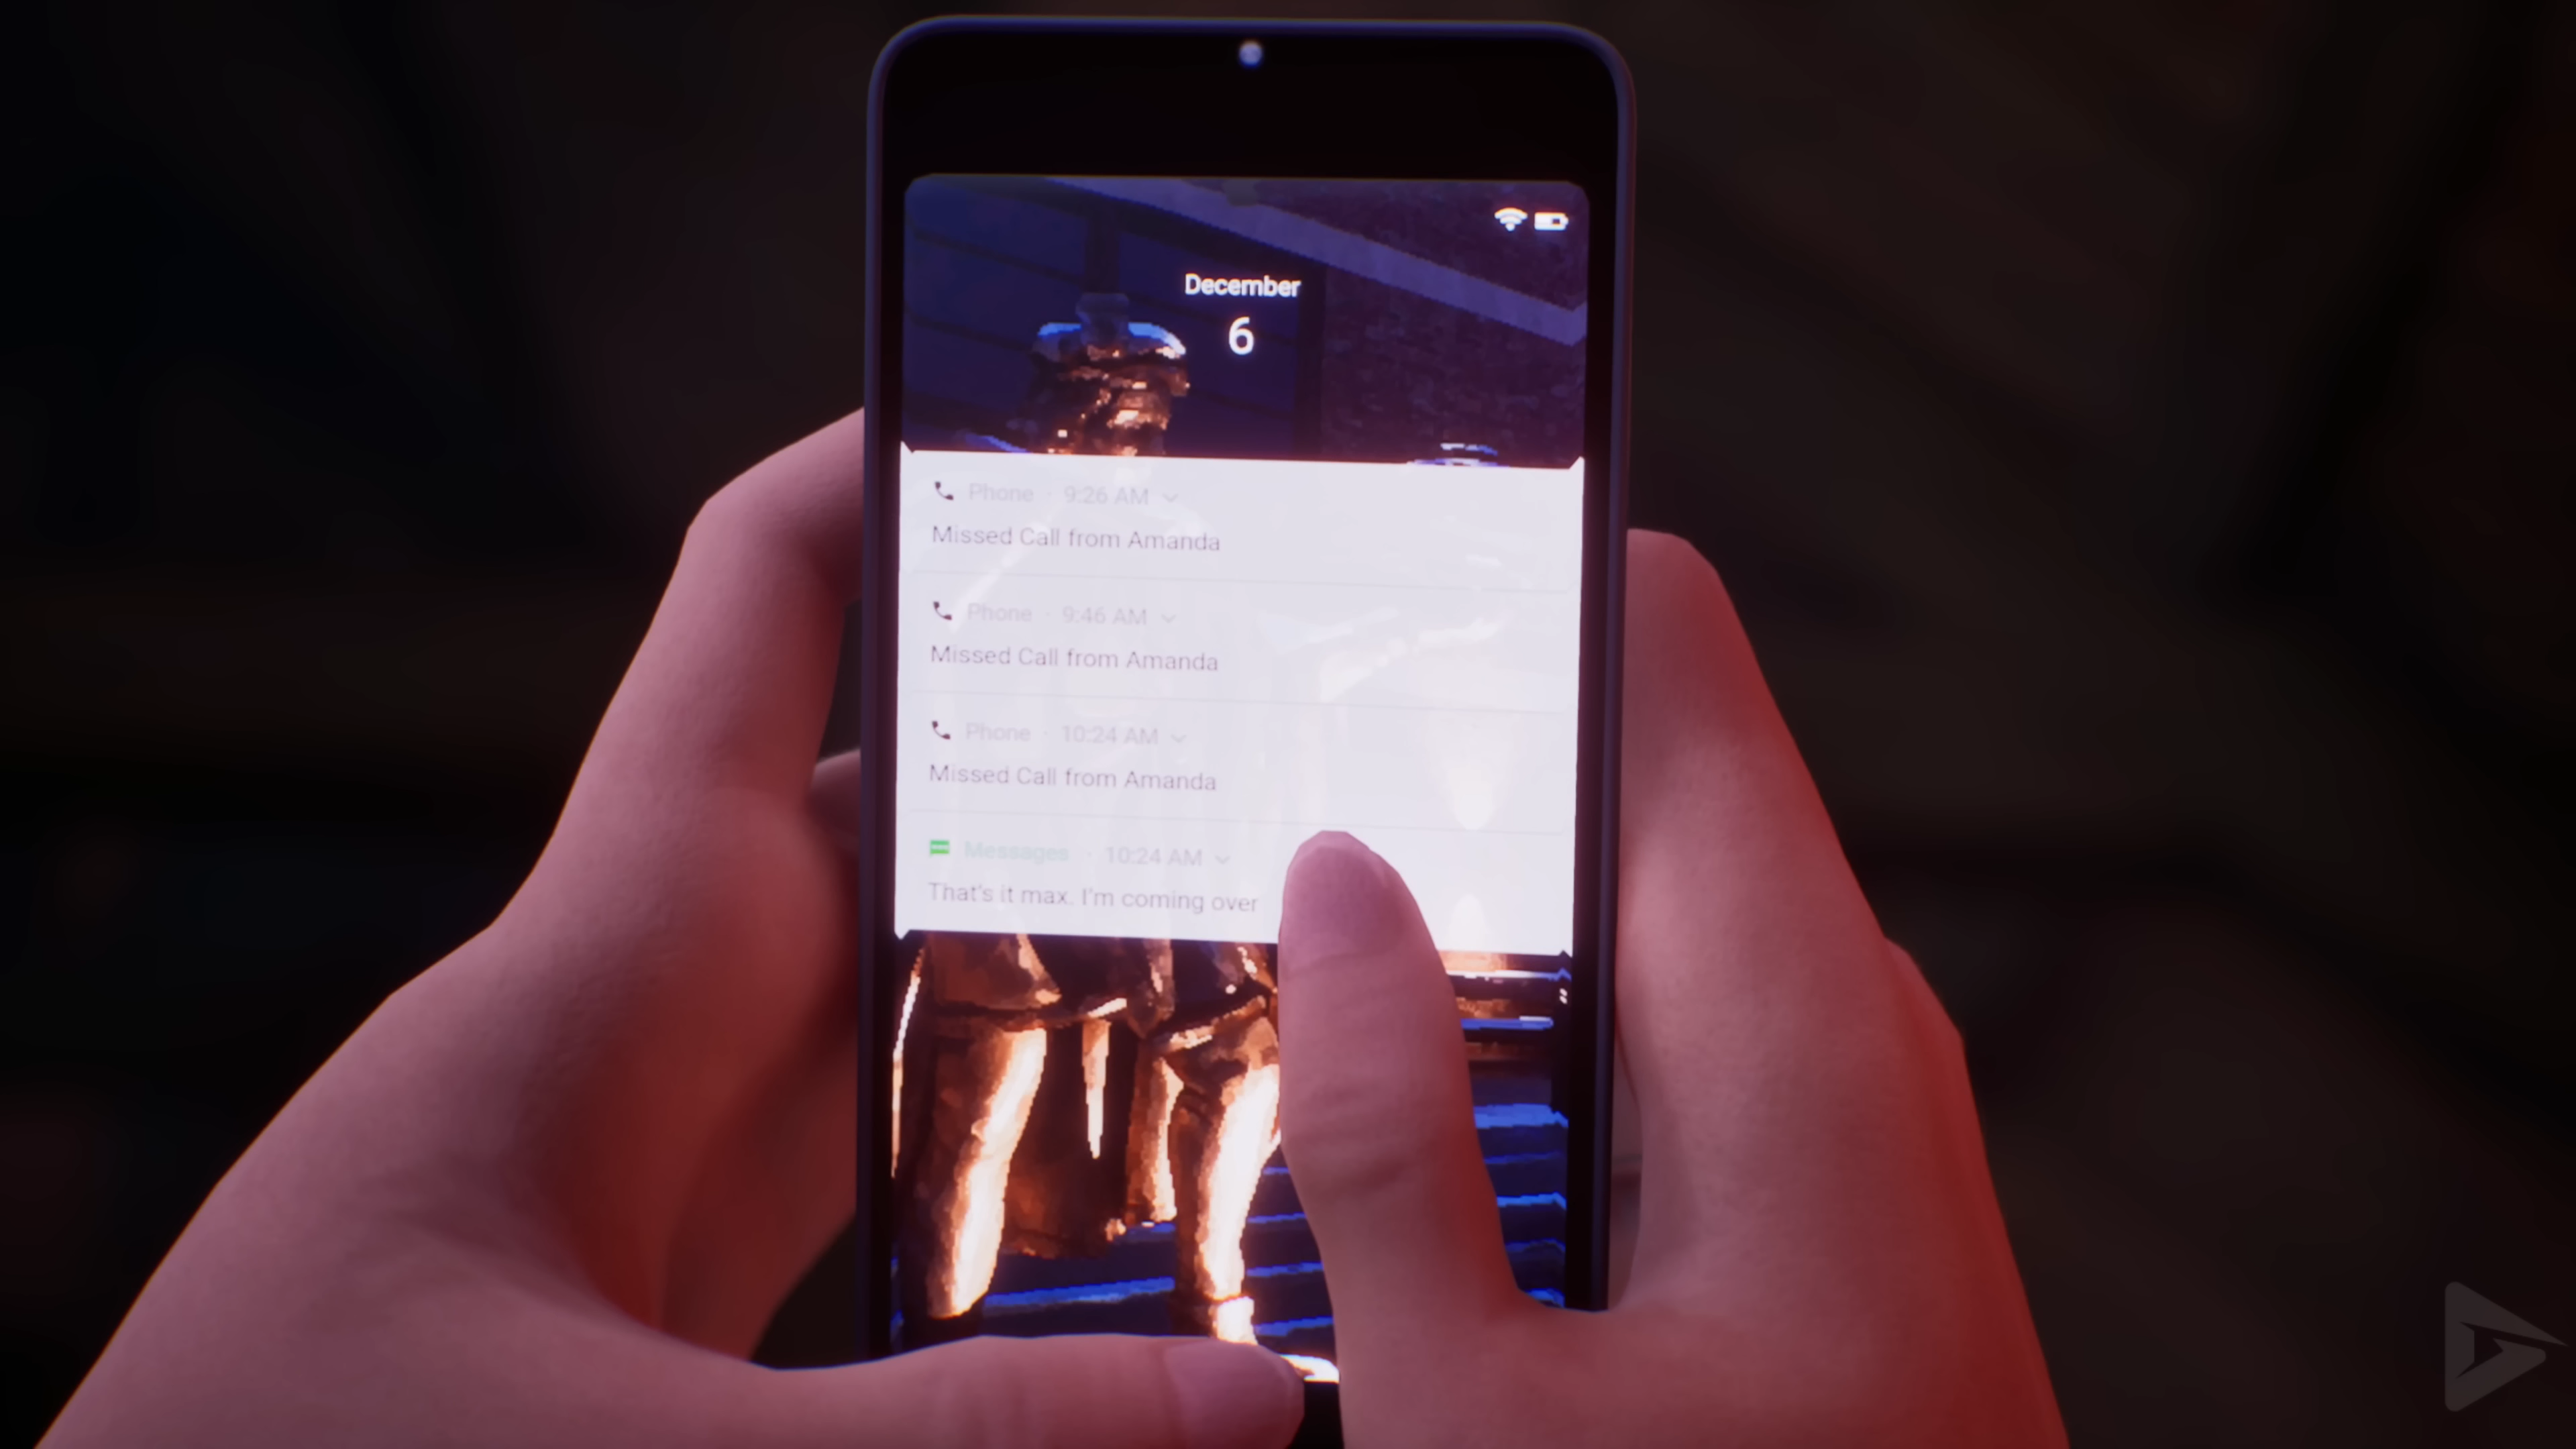 December
6
Phone · 9:26 AM
Missed Call from Amanda
Phone · 9:46 AM
Missed Call from Amanda
Phone · 10:24 AM
Missed Call from Amanda
Messages · 10:24 AM
That's it max. I'm coming over